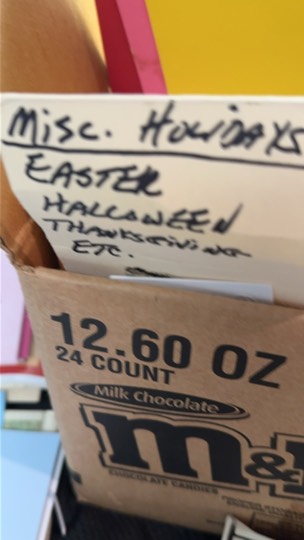 Misc. Holidays
EASTER
HALLOWEEN
THANKSGIVING
ETC.
12.60 OZ
24 COUNT
Milk Chocolate
m&
CHOCOLATE CANDIES